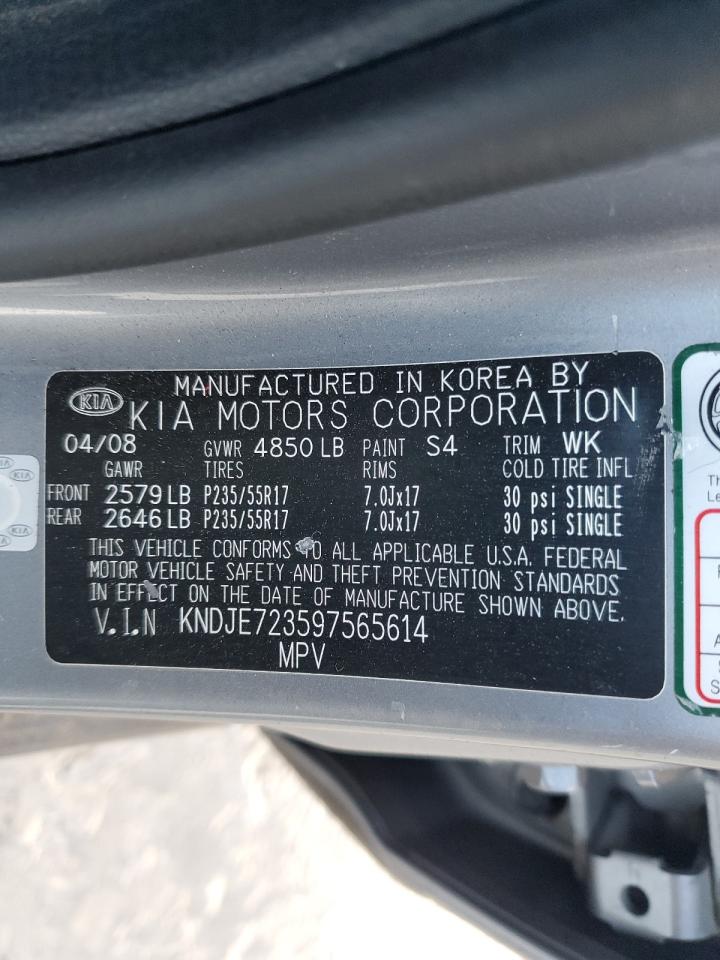 MANUFACTURED IN KOREA BY
KIA KIA MOTORS CORPORATION
04/08 GVWR 4850 LB PAINT S4 TRIM WK
GAWR TIRES RIMS COLD TIRE INFL
FRONT 2579 LB P235/55R17 7.0Jx17 30 psi SINGLE
REAR 2646 LB P235/55R17 7.0Jx17 30 psi SINGLE
THIS VEHICLE CONFORMS TO ALL APPLICABLE U.S.A. FEDERAL
MOTOR VEHICLE SAFETY AND THEFT PREVENTION STANDARDS
IN EFFECT ON THE DATE OF MANUFACTURE SHOWN ABOVE.
V.I.N KNDJE723597565614
MPV
KIA
KIA